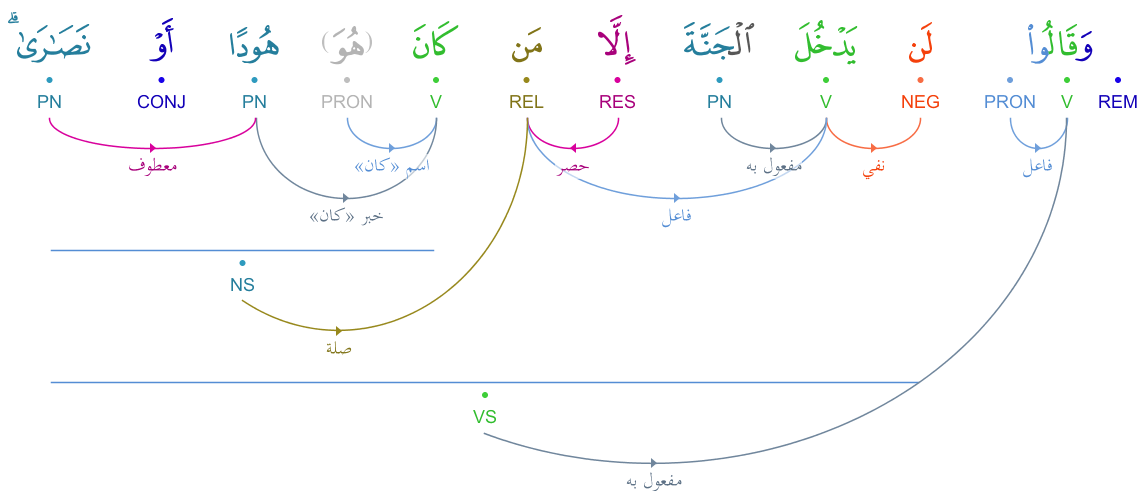 وَقَالُوا۟ لَن يَدْخُلَ ٱلْجَنَّةَ إِلَّا مَن كَانَ (هُوَ) هُودًا أَوْ نَصَـٰرَىٰ ۗ
REM V PRON NEG V PN RES REL V PRON PN CONJ PN
فاعل نفي مفعول به حصر اسم «كان» معطوف
فاعل خبر «كان»
NS
صلة
VS
مفعول به